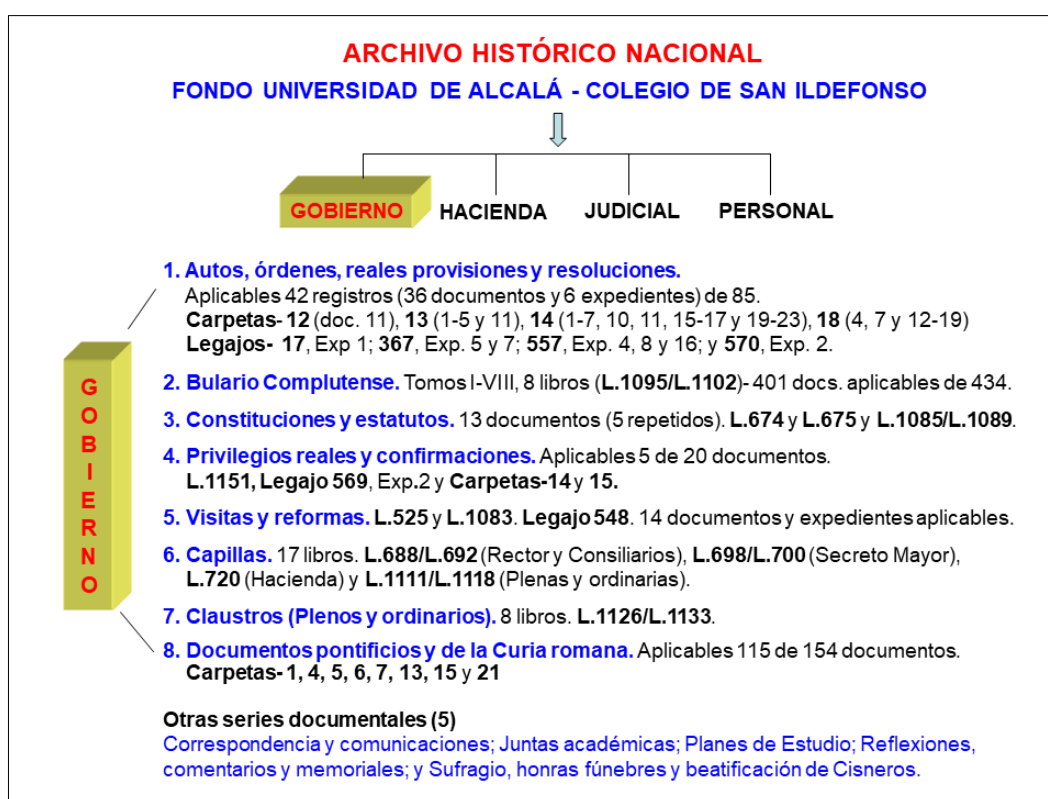 ARCHIVO HISTÓRICO NACIONAL
FONDO UNIVERSIDAD DE ALCALÁ - COLEGIO DE SAN ILDEFONSO
GOBIERNO HACIENDA JUDICIAL PERSONAL
GOBIERNO
1. Autos, órdenes, reales provisiones y resoluciones.
Aplicables 42 registros (36 documentos y 6 expedientes) de 85.
Carpetas- 12 (doc. 11), 13 (1-5 y 11), 14 (1-7, 10, 11, 15-17 y 19-23), 18 (4, 7 y 12-19)
Legajos- 17, Exp 1; 367, Exp. 5 y 7; 557, Exp. 4, 8 y 16; y 570, Exp. 2.
2. Bulario Complutense. Tomos I-VIII, 8 libros (L.1095/L.1102)- 401 docs. aplicables de 434.
3. Constituciones y estatutos. 13 documentos (5 repetidos). L.674 y L.675 y L.1085/L.1089.
4. Privilegios reales y confirmaciones. Aplicables 5 de 20 documentos.
L.1151, Legajo 569, Exp.2 y Carpetas-14 y 15.
5. Visitas y reformas. L.525 y L.1083. Legajo 548. 14 documentos y expedientes aplicables.
6. Capillas. 17 libros. L.688/L.692 (Rector y Consiliarios), L.698/L.700 (Secreto Mayor),
L.720 (Hacienda) y L.1111/L.1118 (Plenas y ordinarias).
7. Claustros (Plenos y ordinarios). 8 libros. L.1126/L.1133.
8. Documentos pontificios y de la Curia romana. Aplicables 115 de 154 documentos.
Carpetas- 1, 4, 5, 6, 7, 13, 15 y 21
Otras series documentales (5)
Correspondencia y comunicaciones; Juntas académicas; Planes de Estudio; Reflexiones,
comentarios y memoriales; y Sufragio, honras fúnebres y beatificación de Cisneros.